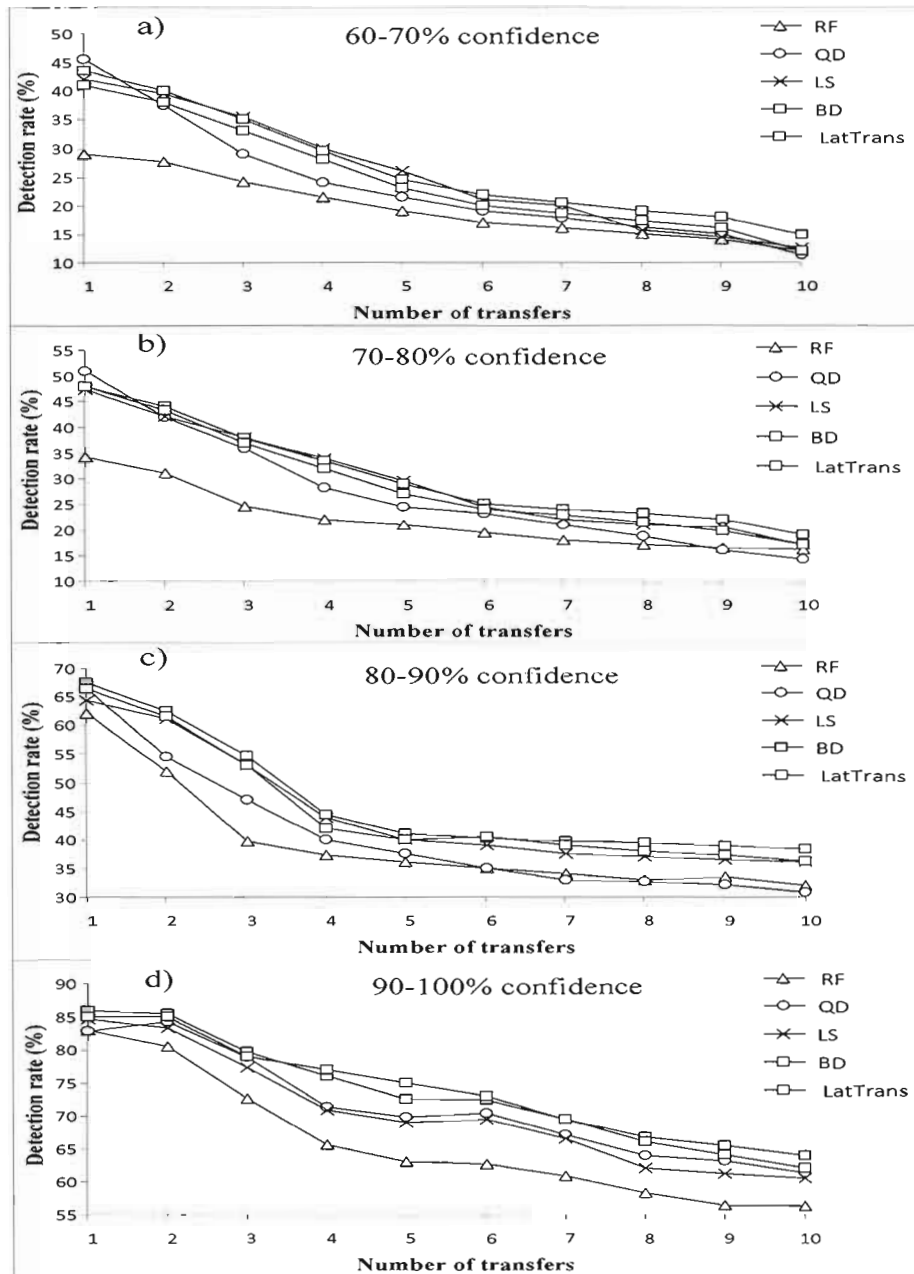 a)
60-70% confidence
Detection rate (%)
50
45
40
35
30
25
20
15
10
1 2 3 4 5 6 7 8 9 10
Number of transfers
RF
QD
LS
BD
LatTrans
b)
70-80% confidence
Detection rate (%)
55
50
45
40
35
30
25
20
15
10
1 2 3 4 5 6 7 8 9 10
Number of transfers
RF
QD
LS
BD
LatTrans
c)
80-90% confidence
Detection rate (%)
70
65
60
55
50
45
40
35
30
1 2 3 4 5 6 7 8 9 10
Number of transfers
RF
QD
LS
BD
LatTrans
d)
90-100% confidence
Detection rate (%)
90
85
80
75
70
65
60
55
1 2 3 4 5 6 7 8 9 10
Number of transfers
RF
QD
LS
BD
LatTrans